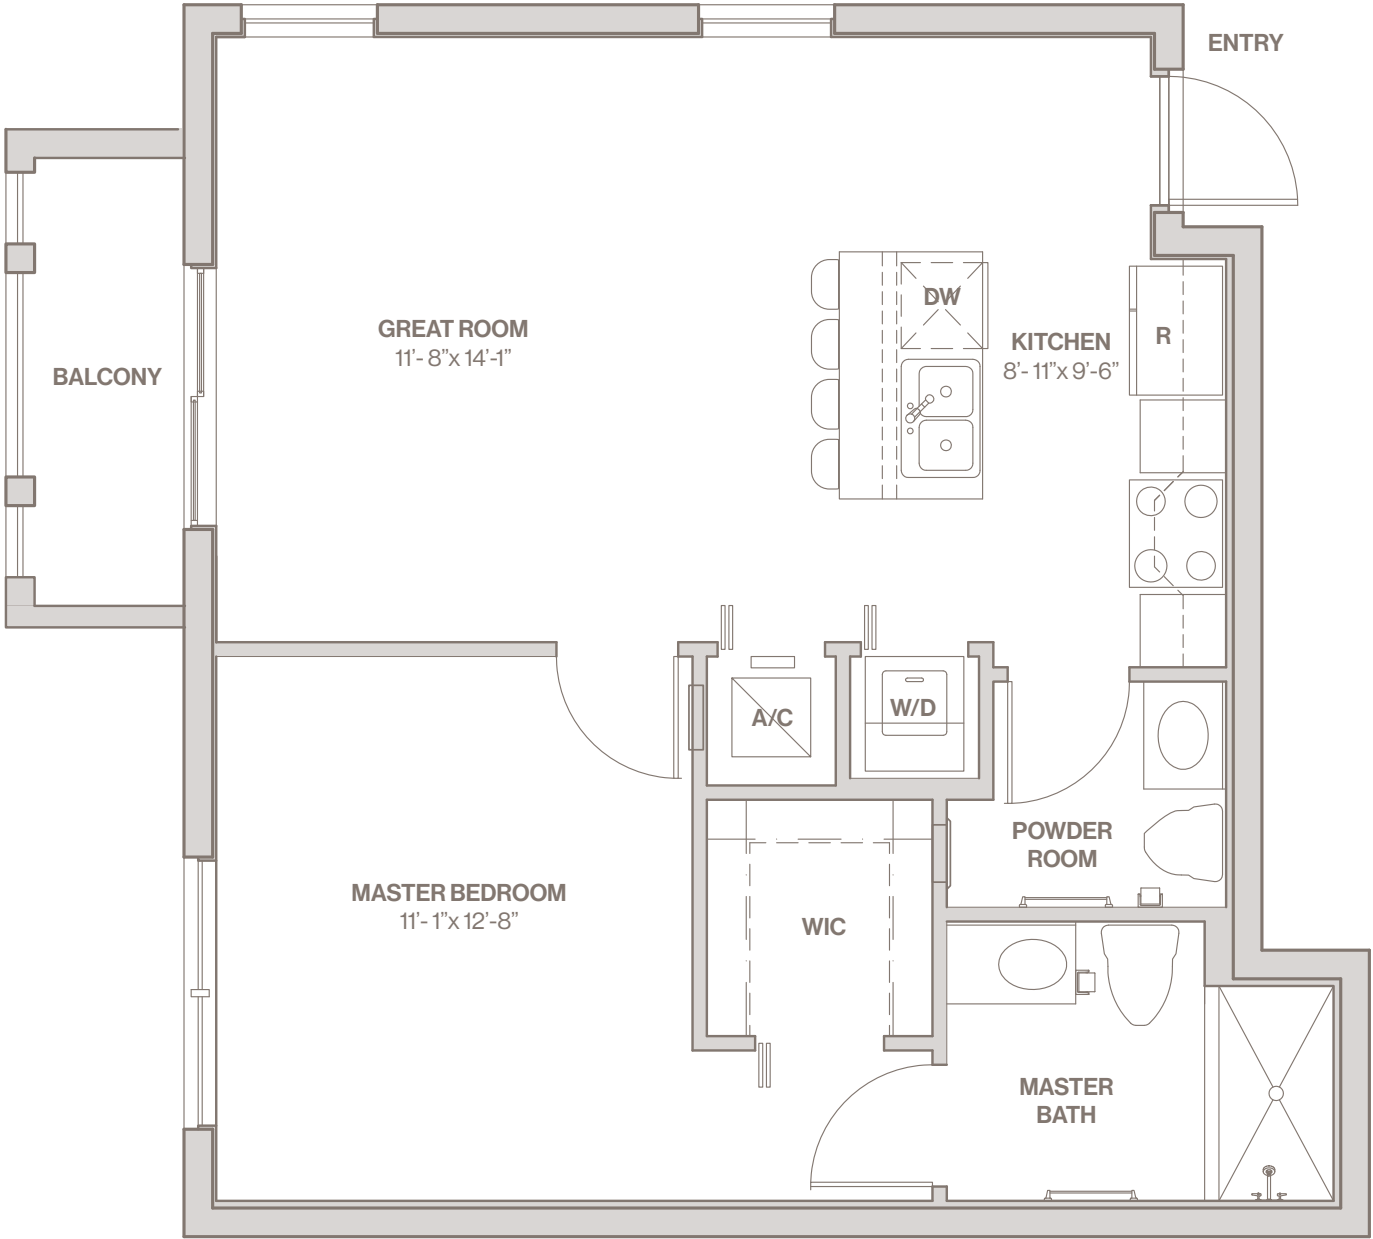 ENTRY
GREAT ROOM
11’- 8”x 14’-1”
BALCONY
DW
KITCHEN
8’- 11”x 9’-6”
R
A/C
W/D
POWDER
ROOM
MASTER BEDROOM
11’- 1”x 12’-8”
WIC
MASTER
BATH